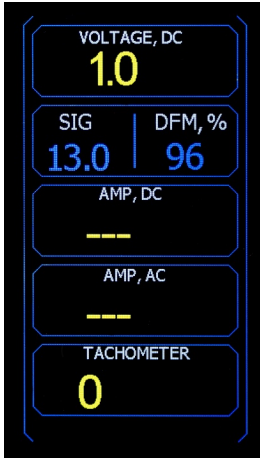 VOLTAGE, DC
1.0
SIG DFM, %
13.0 96
AMP, DC
---
AMP, AC
---
TACHOMETER
0